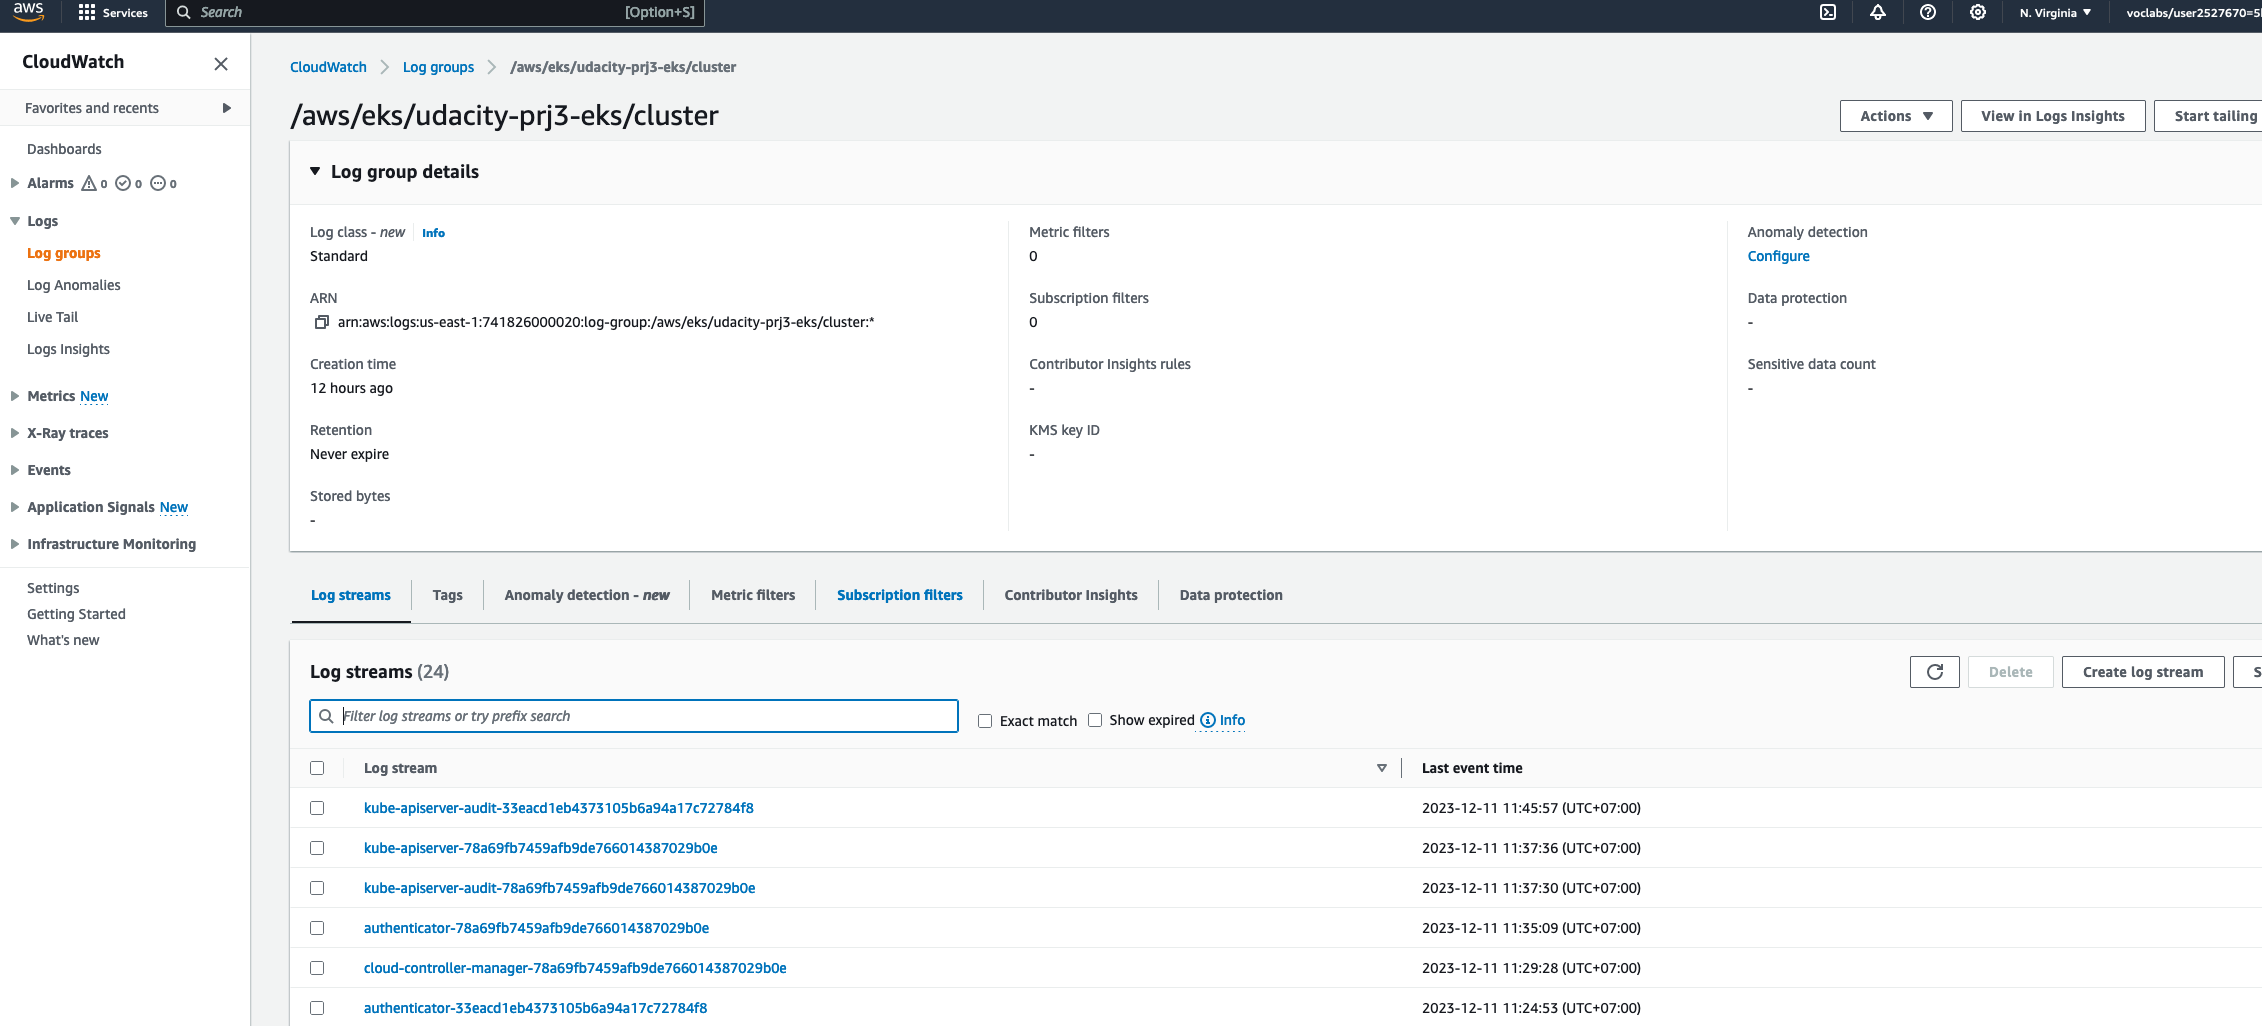 aws
Services
Search
[Option+S]
N. Virginia
CloudWatch
Favorites and recents
Dashboards
Alarms 0 0 0
Logs
Log groups
Log Anomalies
Live Tail
Logs Insights
Metrics New
X-Ray traces
Events
Application Signals New
Infrastructure Monitoring
Settings
Getting Started
What's new
CloudWatch
Log groups
/aws/eks/udacity-prj3-eks/cluster
/aws/eks/udacity-prj3-eks/cluster
Actions
View in Logs Insights
Start tailing
Log group details
Log class - new
Info
Standard
ARN
arn:aws:logs:us-east-1:741826000020:log-group:/aws/eks/udacity-prj3-eks/cluster:*
Creation time
12 hours ago
Retention
Never expire
Stored bytes
-
Metric filters
0
Subscription filters
0
Contributor Insights rules
-
KMS key ID
-
Anomaly detection
Configure
Data protection
-
Sensitive data count
-
Log streams
Tags
Anomaly detection - new
Metric filters
Subscription filters
Contributor Insights
Data protection
Log streams (24)
Delete
Create log stream
Filter log streams or try prefix search
Exact match
Show expired
Info
Log stream
Last event time
kube-apiserver-audit-33eacd1eb4373105b6a94a17c72784f8
2023-12-11 11:45:57 (UTC+07:00)
kube-apiserver-78a69fb7459afb9de766014387029b0e
2023-12-11 11:37:36 (UTC+07:00)
kube-apiserver-audit-78a69fb7459afb9de766014387029b0e
2023-12-11 11:37:30 (UTC+07:00)
authenticator-78a69fb7459afb9de766014387029b0e
2023-12-11 11:35:09 (UTC+07:00)
cloud-controller-manager-78a69fb7459afb9de766014387029b0e
2023-12-11 11:29:28 (UTC+07:00)
authenticator-33eacd1eb4373105b6a94a17c72784f8
2023-12-11 11:24:53 (UTC+07:00)